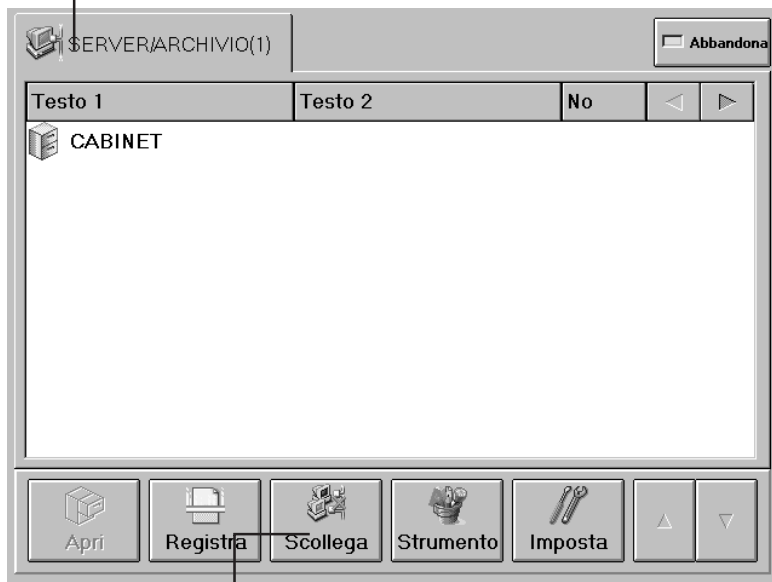 SERVER/ARCHIVIO(1)
Abbandona
Testo 1 Testo 2 No
CABINET
Apri Registra Scollega Strumento Imposta